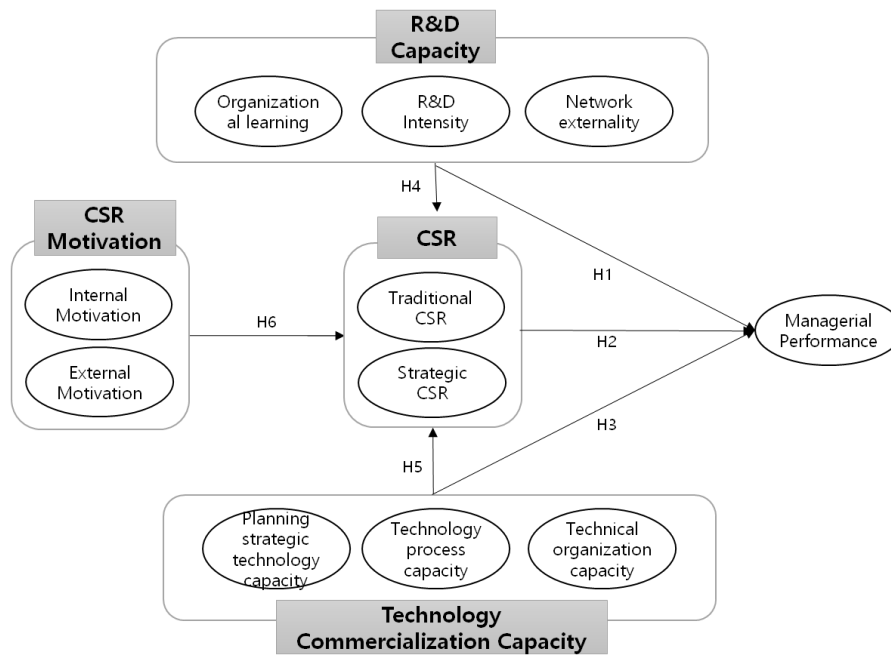 R&D
Capacity
Organization
al learning
R&D
Intensity
Network
externality
H4
CSR
Motivation
CSR
H1
Internal
Motivation
Traditional
CSR
H6
H2
Managerial
Performance
External
Motivation
Strategic
CSR
H3
H5
Planning
strategic
technology
capacity
Technology
process
capacity
Technical
organization
capacity
Technology
Commercialization Capacity